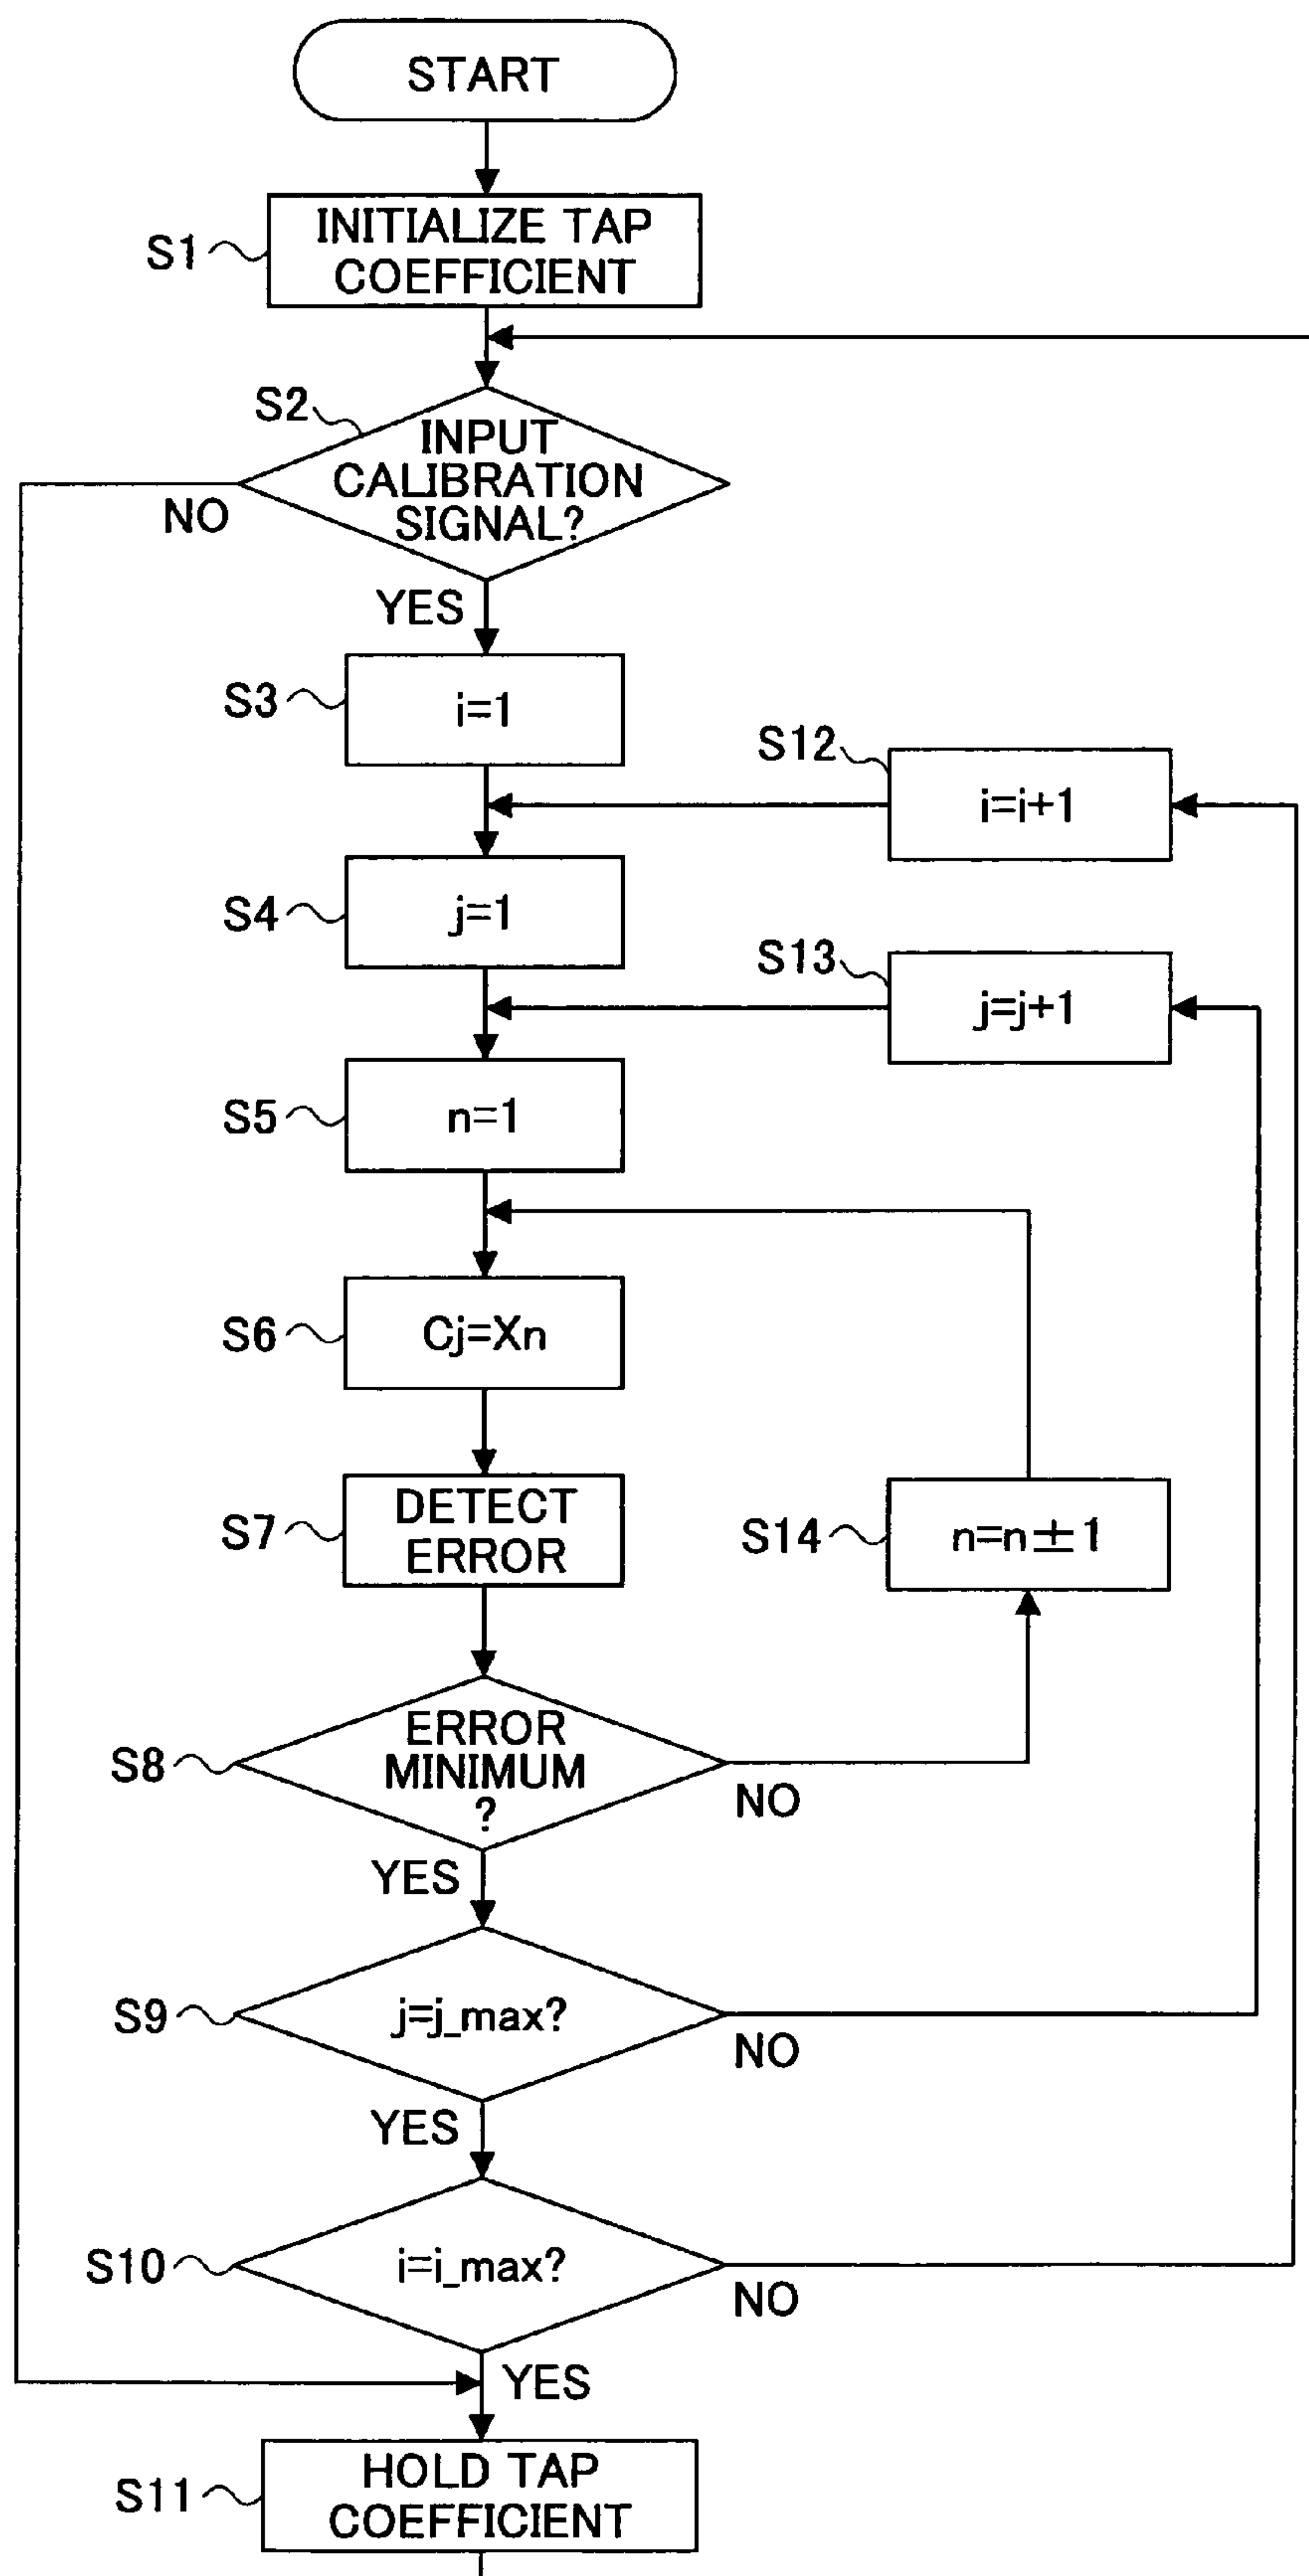 START
S1
INITIALIZE TAP
COEFFICIENT
S2
INPUT
CALIBRATION
SIGNAL?
NO
YES
S3
i=1
S12
i=i+1
S4
j=1
S13
j=j+1
S5
n=1
S6
Cj=Xn
S7
DETECT
ERROR
S14
n=n±1
S8
ERROR
MINIMUM
?
NO
YES
S9
j=j_max?
NO
YES
S10
i=i_max?
NO
YES
S11
HOLD TAP
COEFFICIENT